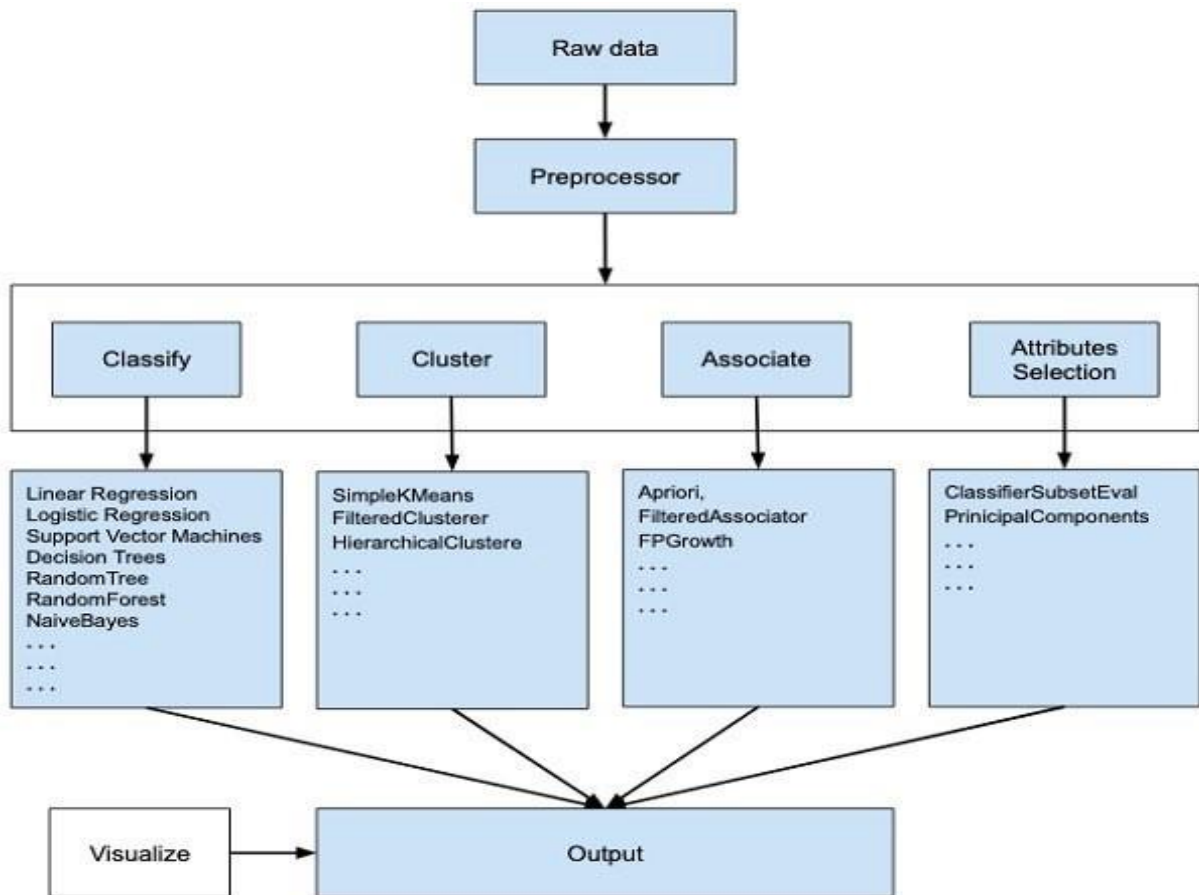 Raw data
Preprocessor
Classify
Cluster
Associate
Attributes
Selection
Linear Regression
Logistic Regression
Support Vector Machines
Decision Trees
RandomTree
RandomForest
NaiveBayes
. . .
. . .
. . .
SimpleKMeans
FilteredClusterer
HierarchicalClustere
. . .
. . .
. . .
Apriori,
FilteredAssociator
FPGrowth
. . .
. . .
. . .
ClassifierSubsetEval
PrinicipalComponents
. . .
. . .
. . .
Visualize
Output